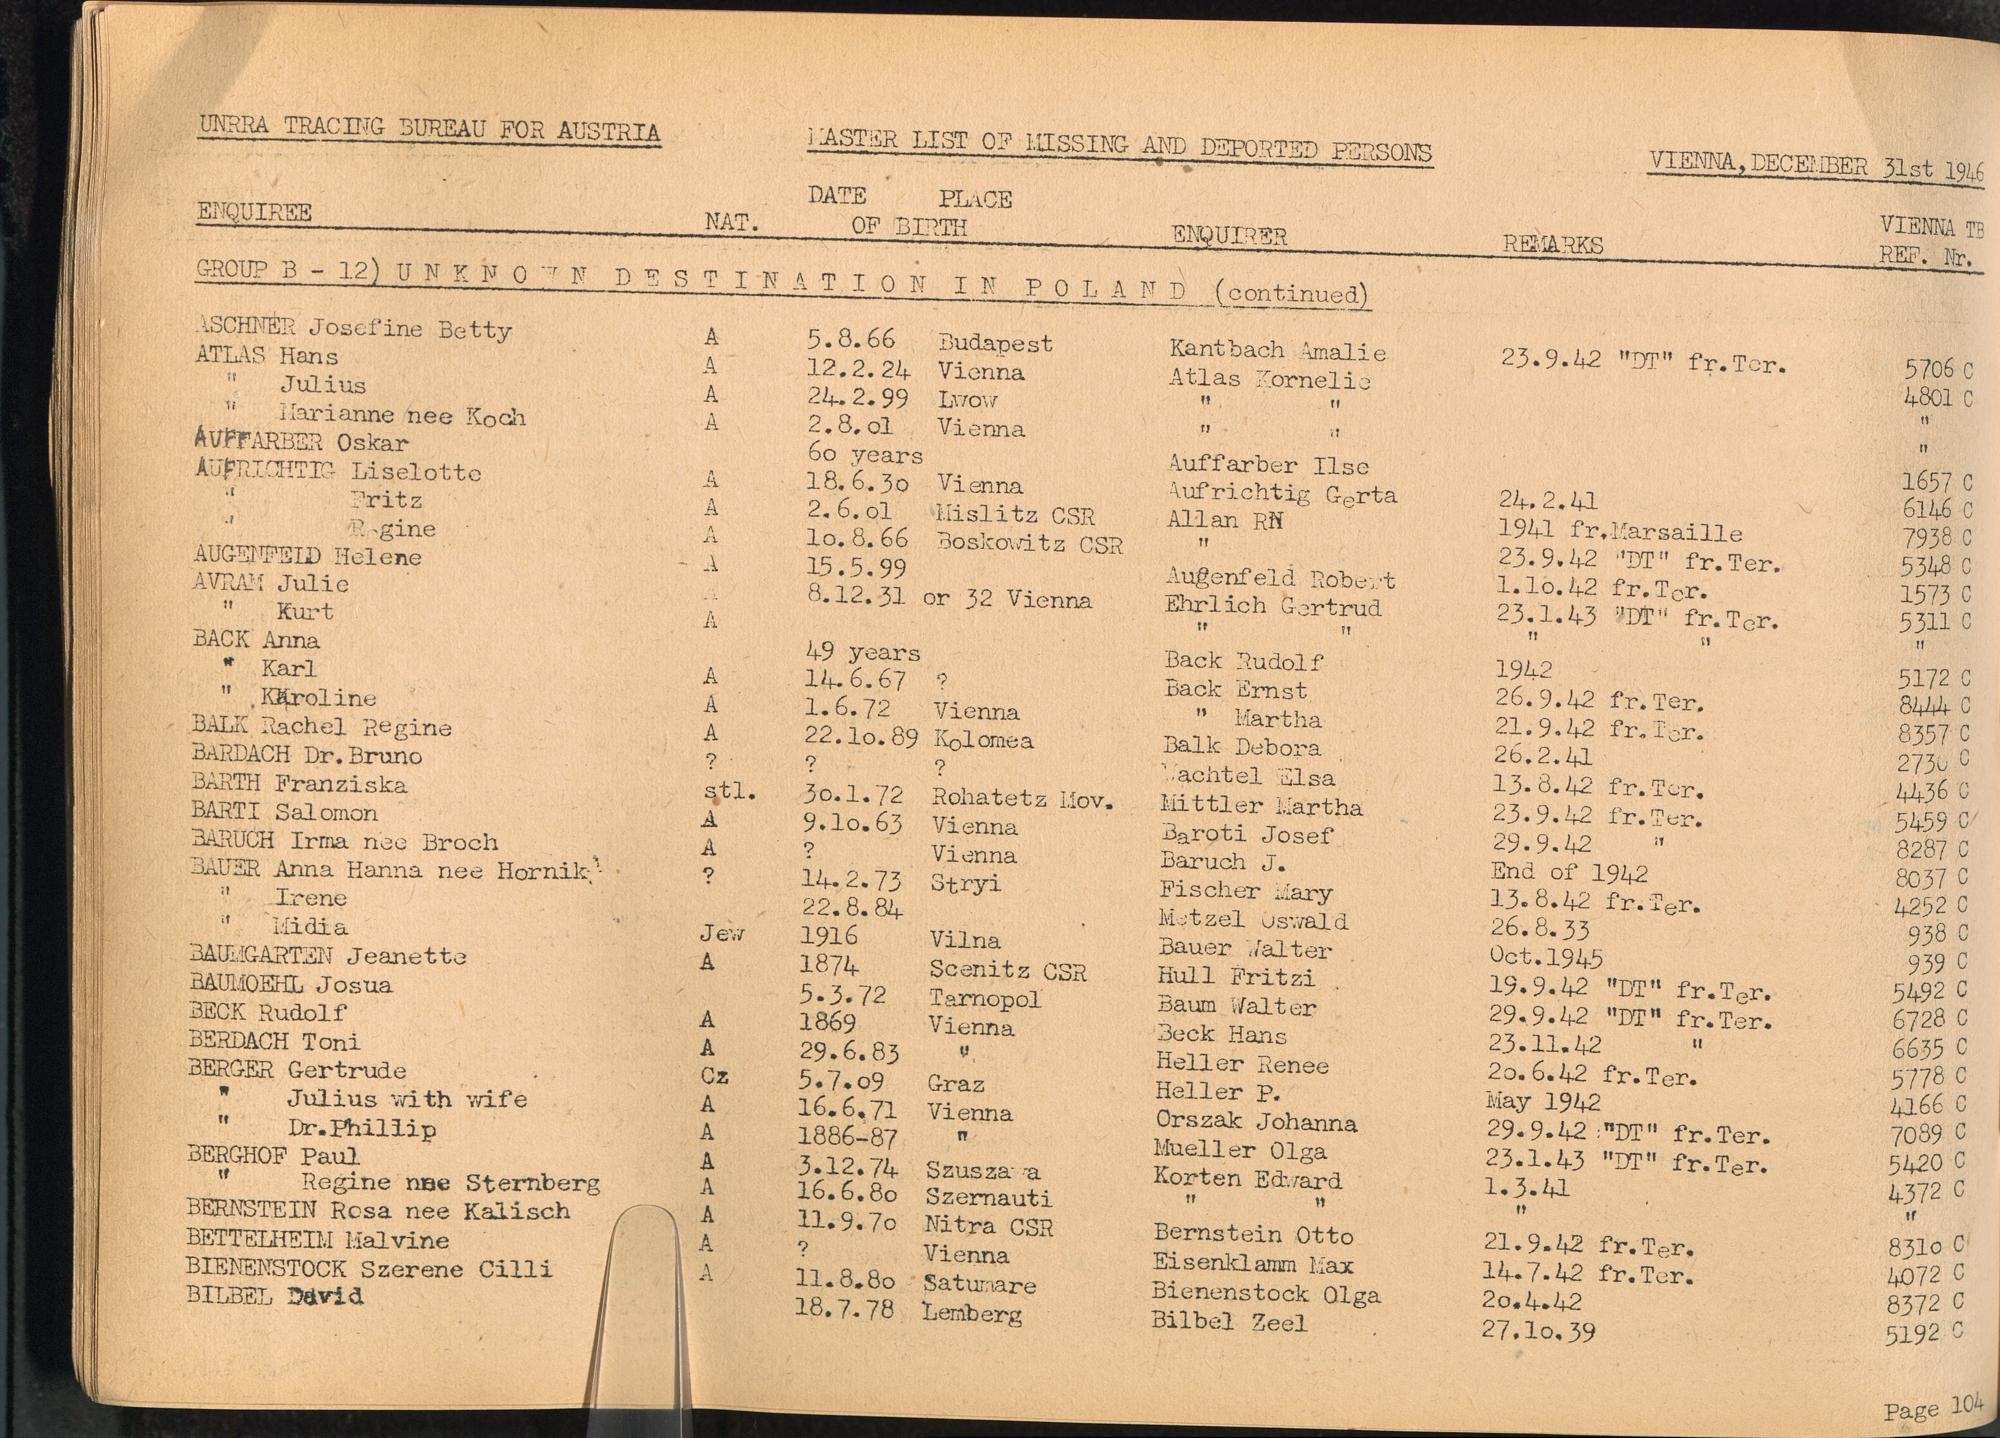 UNRRA TRACING BUREAU FOR AUSTRIA MASTER LIST OF MISSING AND DEPORTED PERSONS VIENNA,DECEMBER 31st 1946
ENQUIREE NAT. DATE PLACE OF BIRTH ENQUIRER REMARKS VIENNA TB REF. Nr.
GROUP B - 12) UNKNOWN DESTINATION IN POLAND (continued)
ASCHNER Josefine Betty A 5.8.66 Budapest Kantbach Amalie 23.9.42 "DT" fr.Ter. 5706 C
ATLAS Hans A 12.2.24 Vienna Atlas Kornelie 4801 C
" Julius A 24.2.99 Lwow " " "
" Marianne nee Koch A 2.8.o1 Vienna " " "
AUFFARBER Oskar 6o years Auffarber Ilse 1657 C
AUFRICHTIG Liselotte A 18.6.3o Vienna Aufrichtig Gerta 24.2.41 6146 C
" Fritz A 2.6.o1 Mislitz CSR Allan RN 1941 fr.Marsaille 7938 C
" Regine A 1o.8.66 Boskowitz CSR " 23.9.42 "DT" fr.Ter. 5348 C
AUGENFELD Helene A 15.5.99 Augenfeld Robert 1.1o.42 fr.Ter. 1573 C
AVRAM Julie 8.12.31 or 32 Vienna Ehrlich Gertrud 23.1.43 "DT" fr.Ter. 5311 C
" Kurt A " " " " "
BACK Anna 49 years Back Rudolf 1942 5172 C
" Karl A 14.6.67 ? Back Ernst 26.9.42 fr.Ter. 8444 C
" Karoline A 1.6.72 Vienna " Martha 21.9.42 fr.Ter. 8357 C
BALK Rachel Regine A 22.1o.89 Kolomea Balk Debora 26.2.41 273o C
BARDACH Dr.Bruno ? ? ? Wachtel Elsa 13.8.42 fr.Ter. 4436 C
BARTH Franziska stl. 3o.1.72 Rohatetz Mov. Mittler Martha 23.9.42 fr.Ter. 5459 C
BARTI Salomon A 9.1o.63 Vienna Baroti Josef 29.9.42 " 8287 C
BARUCH Irma nee Broch A ? Vienna Baruch J. End of 1942 8037 C
BAUER Anna Hanna nee Hornik ? 14.2.73 Stryi Fischer Mary 13.8.42 fr.Ter. 4252 C
" Irene 22.8.84 Metzel Oswald 26.8.33 938 C
" Midia Jew 1916 Vilna Bauer Walter Oct.1945 939 C
BAUMGARTEN Jeanette A 1874 Scenitz CSR Hull Fritzi 19.9.42 "DT" fr.Ter. 5492 C
BAUMOEHL Josua 5.3.72 Tarnopol Baum Walter 29.9.42 "DT" fr.Ter. 6728 C
BECK Rudolf A 1869 Vienna Beck Hans 23.11.42 " 6635 C
BERDACH Toni A 29.6.83 " Heller Renee 2o.6.42 fr.Ter. 5778 C
BERGER Gertrude Cz 5.7.o9 Graz Heller P. May 1942 4166 C
" Julius with wife A 16.6.71 Vienna Orszak Johanna 29.9.42 "DT" fr.Ter. 7089 C
" Dr.Phillip A 1886-87 " Mueller Olga 23.1.43 "DT" fr.Ter. 5420 C
BERGHOF Paul A 3.12.74 Szuszawa Korten Edward 1.3.41 4372 C
" Regine nee Sternberg A 16.6.8o Szernauti " " " "
BERNSTEIN Rosa nee Kalisch A 11.9.7o Nitra CSR Bernstein Otto 21.9.42 fr.Ter. 831o C
BETTELHEIM Malvine A ? Vienna Eisenklamm Max 14.7.42 fr.Ter. 4072 C
BIENENSTOCK Szerene Cilli A 11.8.8o Satumare Bienenstock Olga 2o.4.42 8372 C
BILBEL David 18.7.78 Lemberg Bilbel Zeel 27.1o.39 5192 C
Page 104